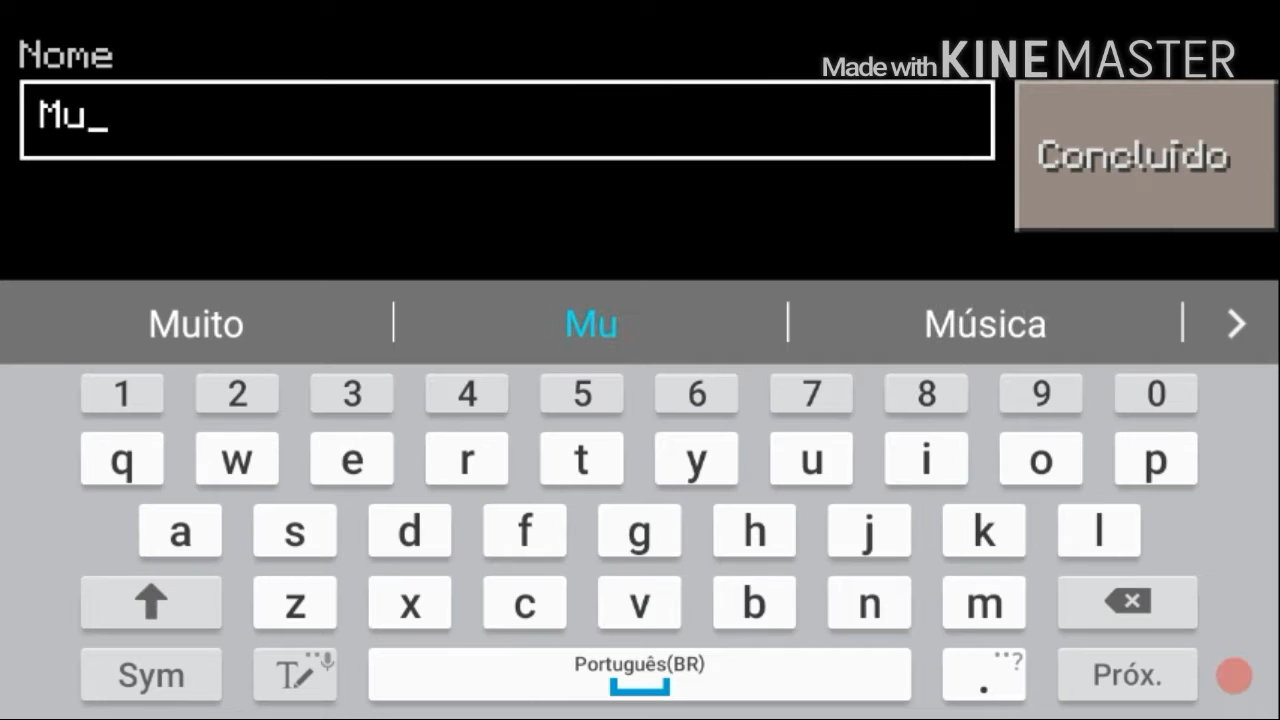 Nome
Made with KINEMASTER
Mu_
Concluído
Muito Mu Música
1 2 3 4 5 6 7 8 9 0
q w e r t y u i o p
a s d f g h j k l
z x c v b n m
Sym T Português(BR) . ? Próx.